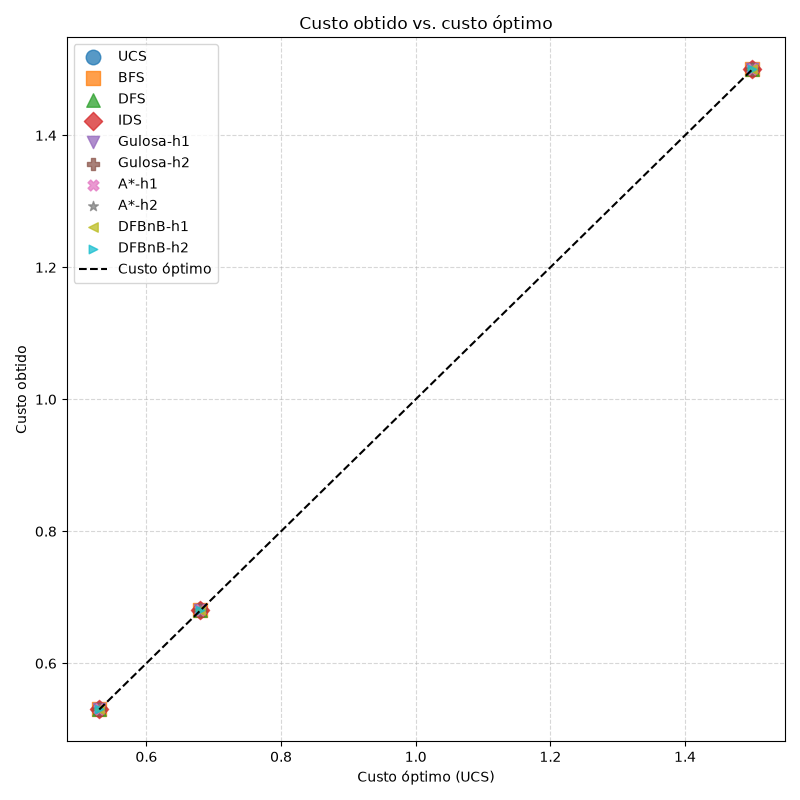 Custo obtido vs. custo óptimo
UCS
BFS
DFS
IDS
Gulosa-h1
Gulosa-h2
A*-h1
A*-h2
DFBnB-h1
DFBnB-h2
Custo óptimo
1.4
1.2
1.0
0.8
0.6
Custo obtido
0.6 0.8 1.0 1.2 1.4
Custo óptimo (UCS)